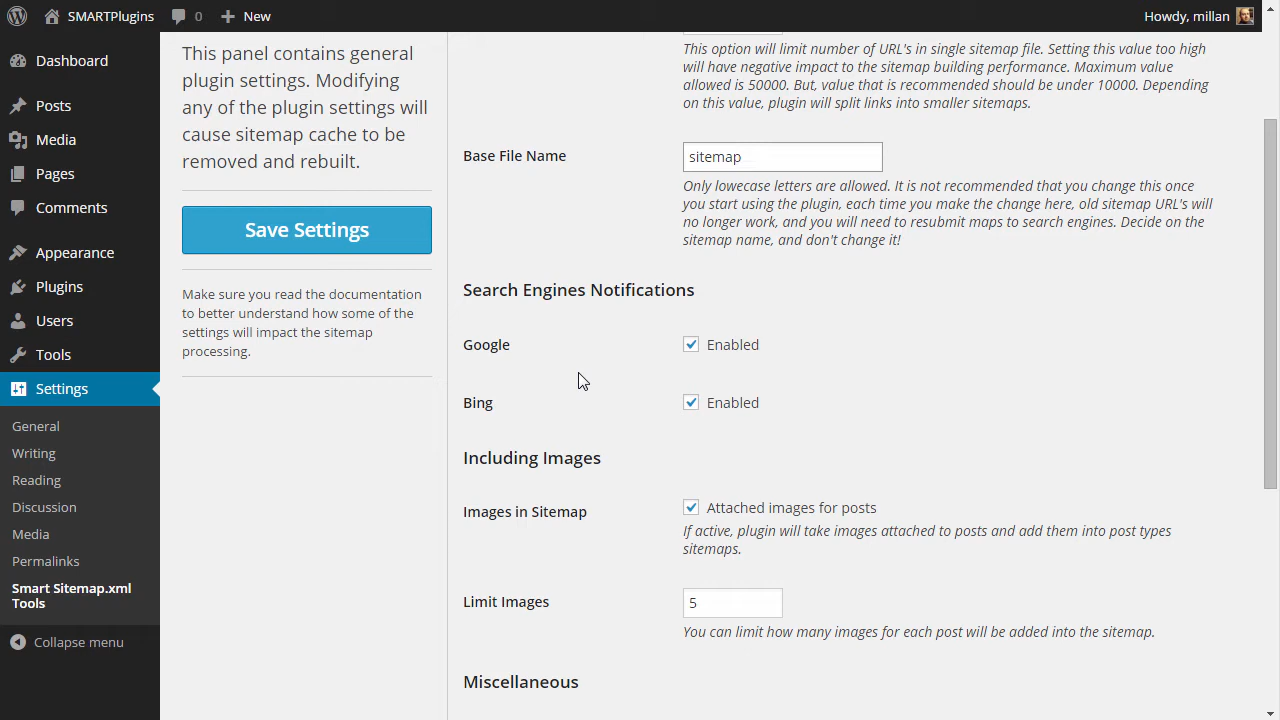 SMARTPlugins 0 New Howdy, millan
Dashboard
Posts
Media
Pages
Comments
Appearance
Plugins
Users
Tools
Settings
General
Writing
Reading
Discussion
Media
Permalinks
Smart Sitemap.xml
Tools
Collapse menu
This panel contains general
plugin settings. Modifying
any of the plugin settings will
cause sitemap cache to be
removed and rebuilt.
Save Settings
Make sure you read the documentation
to better understand how some of the
settings will impact the sitemap
processing.
This option will limit number of URL's in single sitemap file. Setting this value too high
will have negative impact to the sitemap building performance. Maximum value
allowed is 50000. But, value that is recommended should be under 10000. Depending
on this value, plugin will split links into smaller sitemaps.
Base File Name
sitemap
Only lowecase letters are allowed. It is not recommended that you change this once
you start using the plugin, each time you make the change here, old sitemap URL's will
no longer work, and you will need to resubmit maps to search engines. Decide on the
sitemap name, and don't change it!
Search Engines Notifications
Google
Enabled
Bing
Enabled
Including Images
Images in Sitemap
Attached images for posts
If active, plugin will take images attached to posts and add them into post types
sitemaps.
Limit Images
5
You can limit how many images for each post will be added into the sitemap.
Miscellaneous